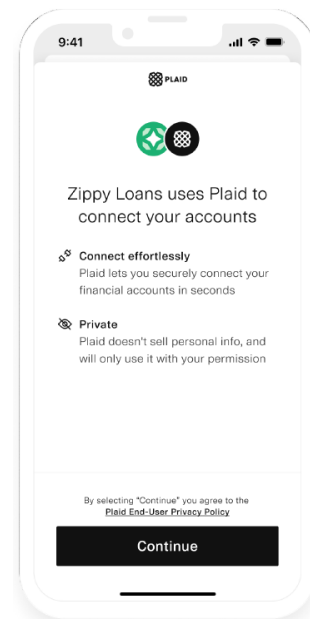 9:41
PLAID
Zippy Loans uses Plaid to
connect your accounts
Connect effortlessly
Plaid lets you securely connect your
financial accounts in seconds
Private
Plaid doesn't sell personal info, and
will only use it with your permission
By selecting "Continue" you agree to the
Plaid End-User Privacy Policy
Continue